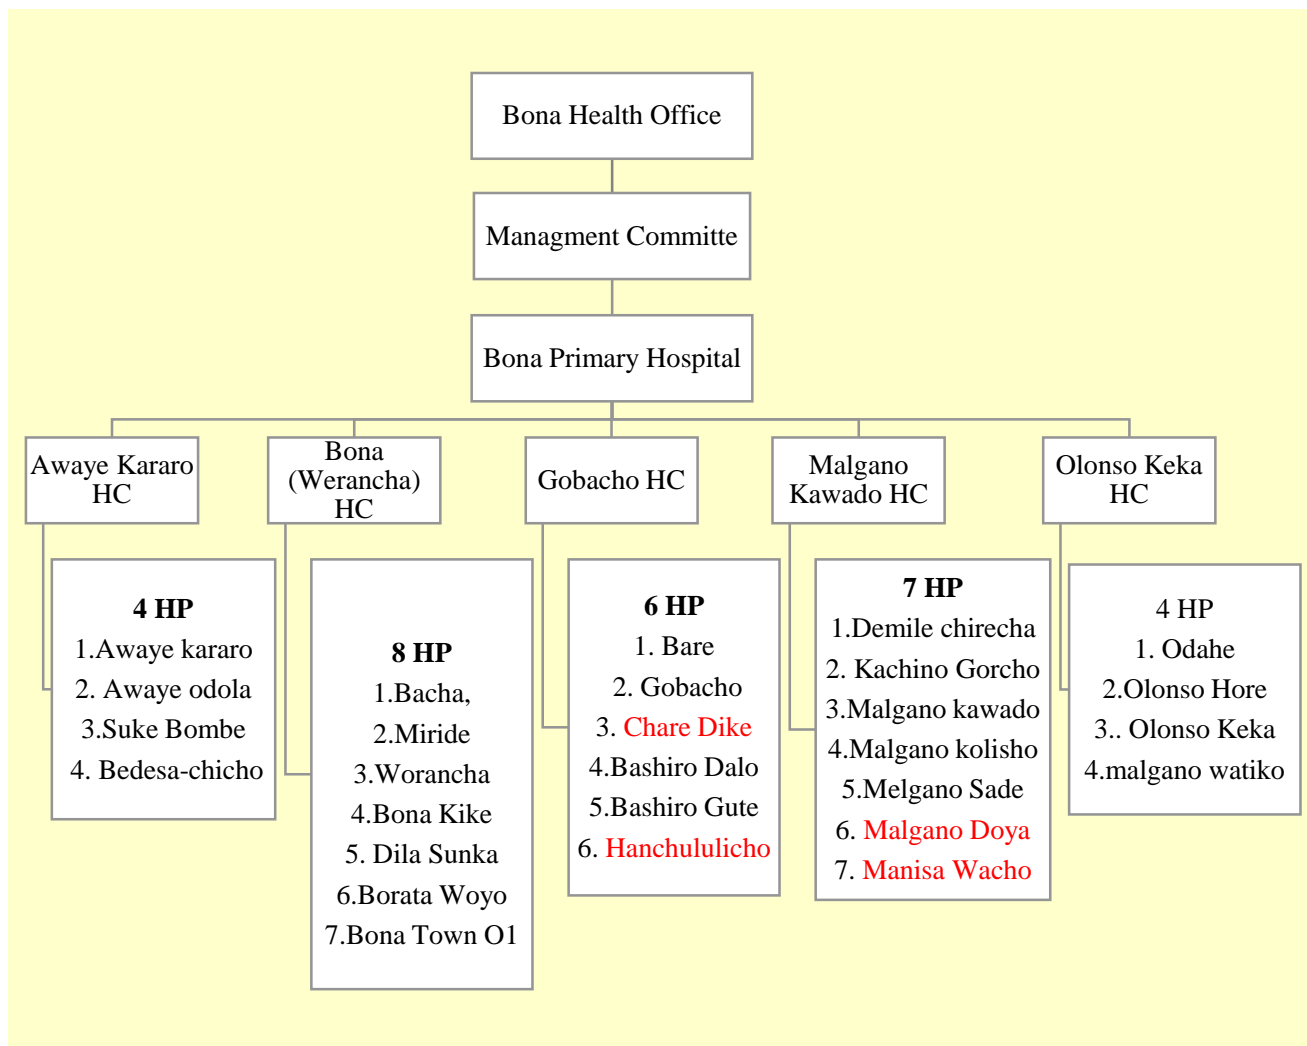 Bona Health Office
Managment Committe
Bona Primary Hospital
Awaye Kararo
HC
Bona
(Werancha)
HC
Gobacho HC
Malgano
Kawado HC
Olonso Keka
HC
4 HP
1.Awaye kararo
2. Awaye odola
3.Suke Bombe
4. Bedesa-chicho
8 HP
1.Bacha,
2.Miride
3.Worancha
4.Bona Kike
5. Dila Sunka
6.Borata Woyo
7.Bona Town O1
6 HP
1. Bare
2. Gobacho
3. Chare Dike
4.Bashiro Dalo
5.Bashiro Gute
6. Hanchululicho
7 HP
1.Demile chirecha
2. Kachino Gorcho
3.Malgano kawado
4.Malgano kolisho
5.Melgano Sade
6. Malgano Doya
7. Manisa Wacho
4 HP
1. Odahe
2.Olonso Hore
3.. Olonso Keka
4.malgano watiko